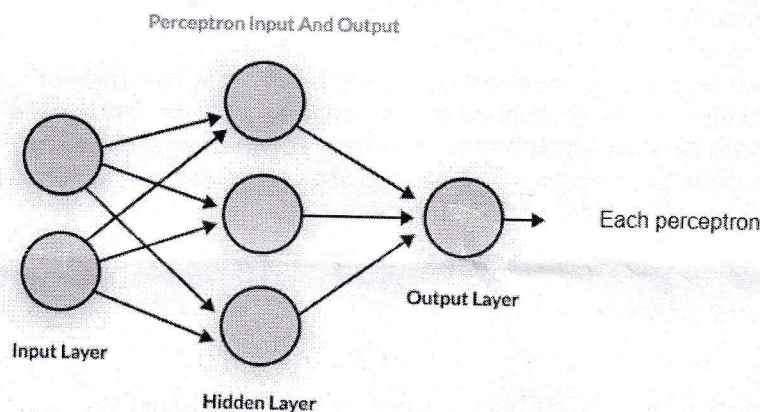 Perceptron Input And Output
Each perceptron
Output Layer
Input Layer
Hidden Layer